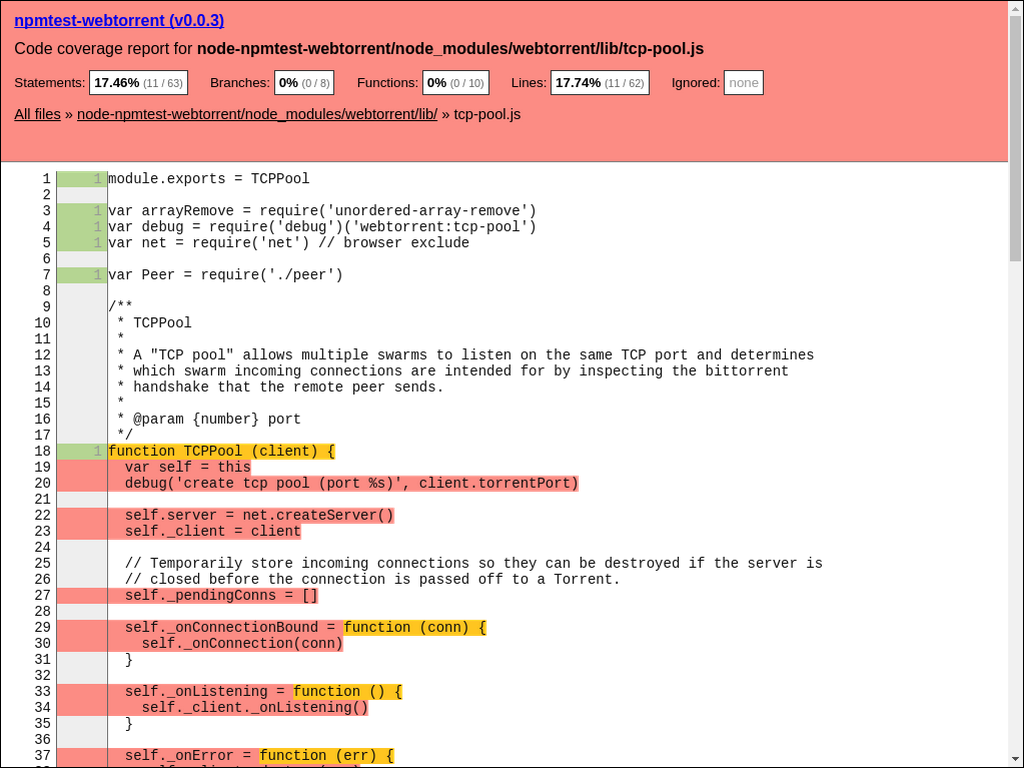 npmtest-webtorrent (v0.0.3)
Code coverage report for node-npmtest-webtorrent/node_modules/webtorrent/lib/tcp-pool.js
Statements: 17.46% (11 / 63) Branches: 0% (0 / 8) Functions: 0% (0 / 10) Lines: 17.74% (11 / 62) Ignored: none
All files » node-npmtest-webtorrent/node_modules/webtorrent/lib/ » tcp-pool.js
1 1 module.exports = TCPPool
2
3 1 var arrayRemove = require('unordered-array-remove')
4 1 var debug = require('debug')('webtorrent:tcp-pool')
5 1 var net = require('net') // browser exclude
6
7 1 var Peer = require('./peer')
8
9 /**
10 * TCPPool
11 *
12 * A "TCP pool" allows multiple swarms to listen on the same TCP port and determines
13 * which swarm incoming connections are intended for by inspecting the bittorrent
14 * handshake that the remote peer sends.
15 *
16 * @param {number} port
17 */
18 1 function TCPPool (client) {
19 var self = this
20 debug('create tcp pool (port %s)', client.torrentPort)
21
22 self.server = net.createServer()
23 self._client = client
24
25 // Temporarily store incoming connections so they can be destroyed if the server is
26 // closed before the connection is passed off to a Torrent.
27 self._pendingConns = []
28
29 self._onConnectionBound = function (conn) {
30 self._onConnection(conn)
31 }
32
33 self._onListening = function () {
34 self._client._onListening()
35 }
36
37 self._onError = function (err) {